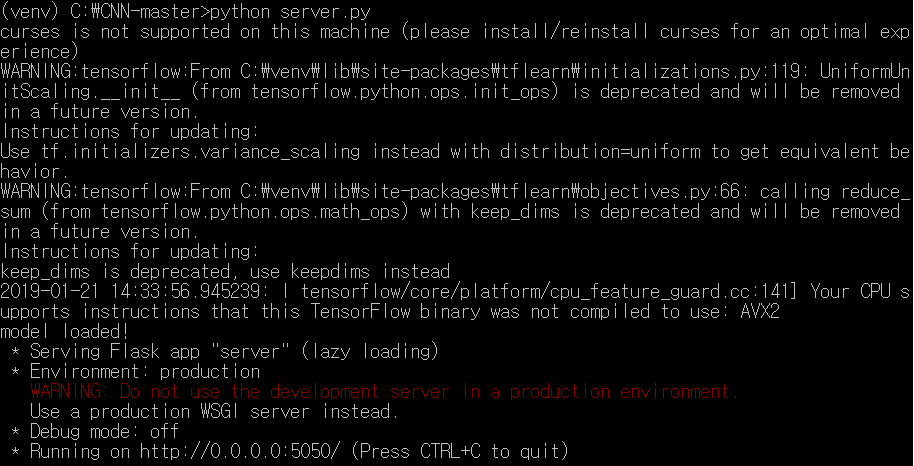 (venv) C:₩CNN-master>python server.py
curses is not supported on this machine (please install/reinstall curses for an optimal exp
erience)
WARNING:tensorflow:From C:₩venv₩lib₩site-packages₩tflearn₩initializations.py:119: UniformUn
itScaling.__init__ (from tensorflow.python.ops.init_ops) is deprecated and will be removed
in a future version.
Instructions for updating:
Use tf.initializers.variance_scaling instead with distribution=uniform to get equivalent be
havior.
WARNING:tensorflow:From C:₩venv₩lib₩site-packages₩tflearn₩objectives.py:66: calling reduce_
sum (from tensorflow.python.ops.math_ops) with keep_dims is deprecated and will be removed
in a future version.
Instructions for updating:
keep_dims is deprecated, use keepdims instead
2019-01-21 14:33:56.945239: I tensorflow/core/platform/cpu_feature_guard.cc:141] Your CPU s
upports instructions that this TensorFlow binary was not compiled to use: AVX2
model loaded!
 * Serving Flask app "server" (lazy loading)
 * Environment: production
   WARNING: Do not use the development server in a production environment.
   Use a production WSGI server instead.
 * Debug mode: off
 * Running on http://0.0.0.0:5050/ (Press CTRL+C to quit)